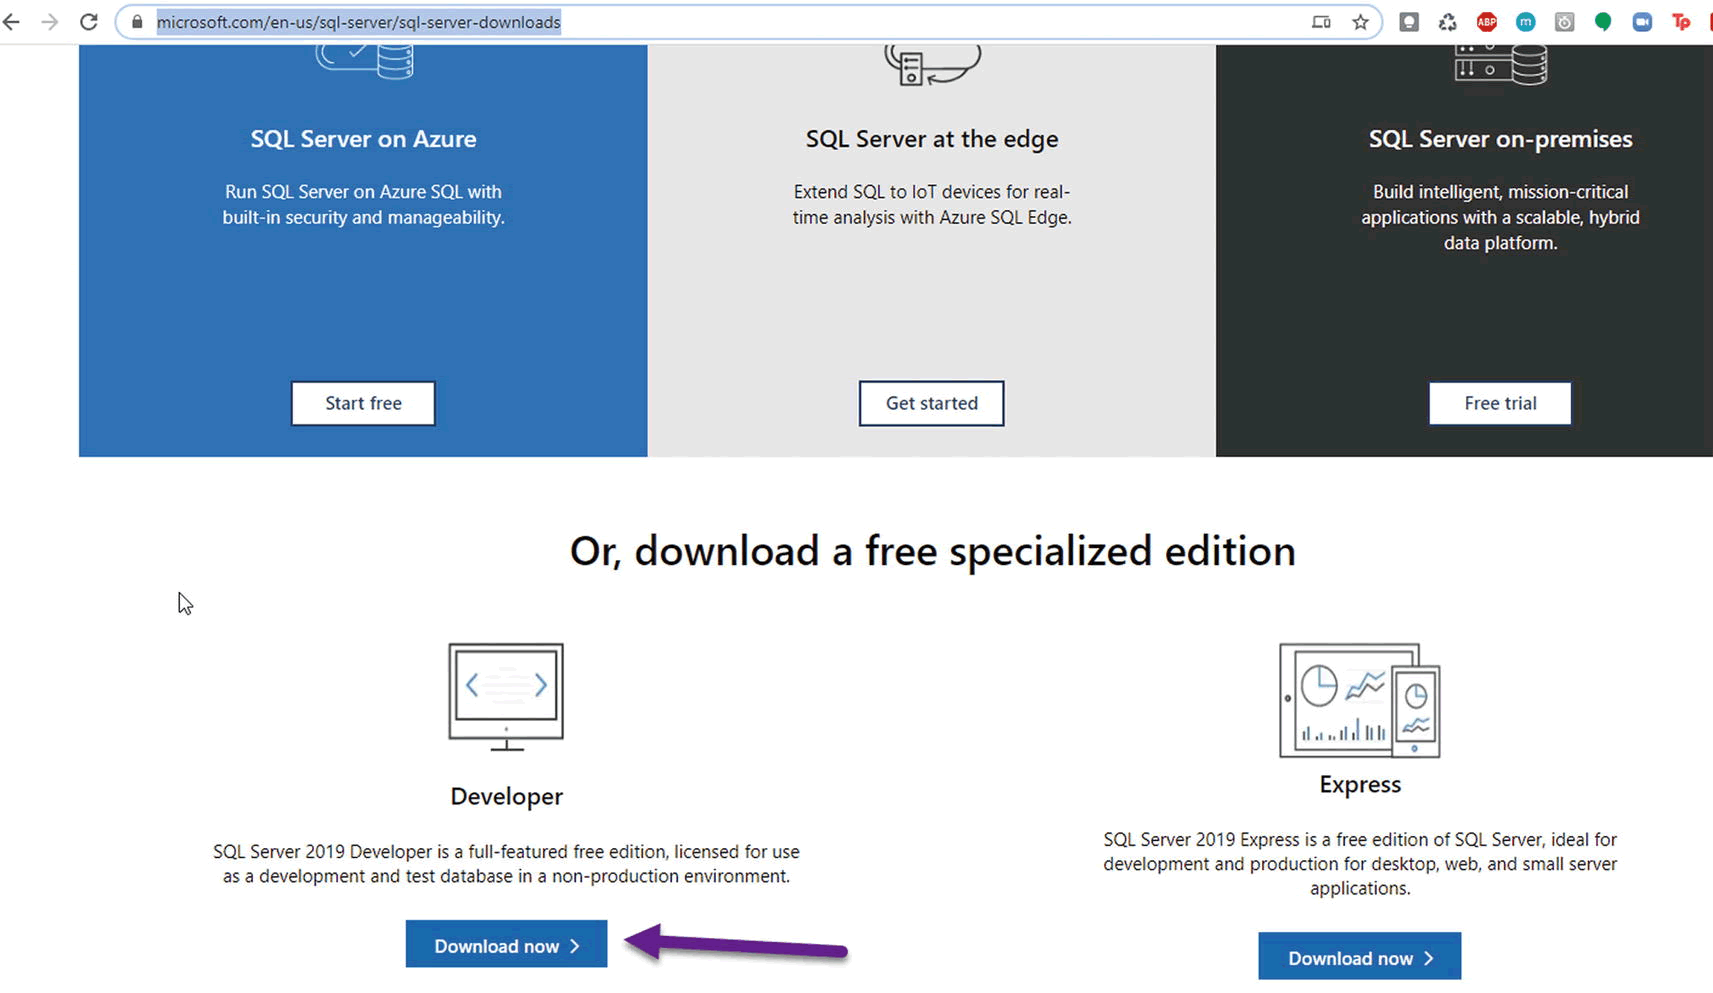 microsoft.com/en-us/sql-server/sql-server-downloads
ABP
m
Tp
SQL Server on Azure
Run SQL Server on Azure SQL with
built-in security and manageability.
Start free
SQL Server at the edge
Extend SQL to IoT devices for real-
time analysis with Azure SQL Edge.
Get started
SQL Server on-premises
Build intelligent, mission-critical
applications with a scalable, hybrid
data platform.
Free trial
Or, download a free specialized edition
Developer
SQL Server 2019 Developer is a full-featured free edition, licensed for use
as a development and test database in a non-production environment.
Download now
Express
SQL Server 2019 Express is a free edition of SQL Server, ideal for
development and production for desktop, web, and small server
applications.
Download now